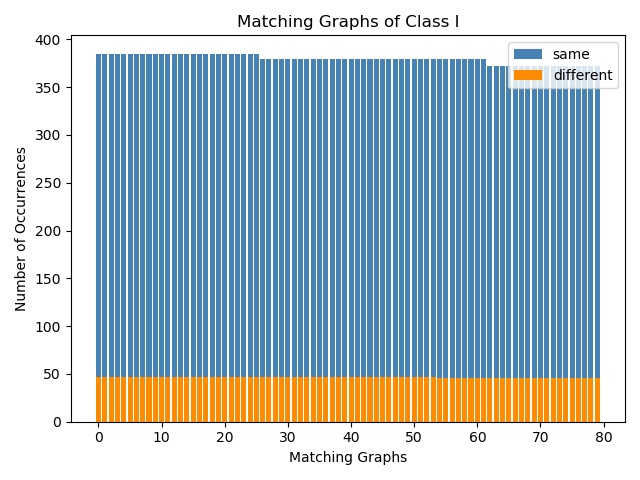 Matching Graphs of Class I
400
350
300
250
200
150
100
50
0
Number of Occurrences
same
different
0 10 20 30 40 50 60 70 80
Matching Graphs